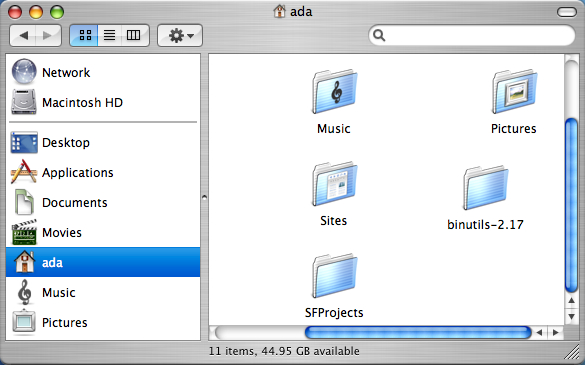 ada
Network
Macintosh HD
Desktop
Applications
Documents
Movies
ada
Music
Pictures
Music
Pictures
Sites
binutils-2.17
SFProjects
11 items, 44.95 GB available